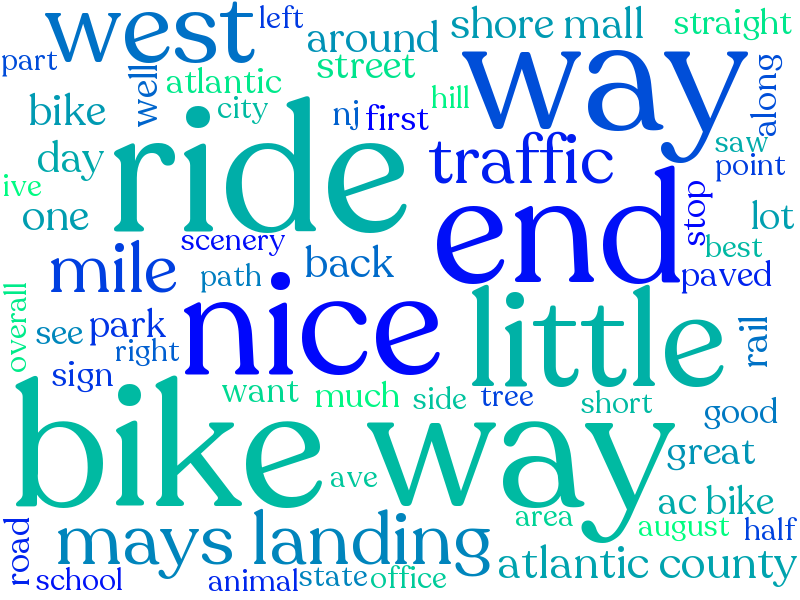 left
west
shore mall
straight
around
part
well
street
way
along
atlantic
bike
city
nj
first
hill
ride
saw
day
traffic
point
ive
one
end
stop
lot
scenery
best
mile
path
back
paved
nice
little
overall
see
park
right
rail
sign
want
much
side
tree
short
good
bike way
great
ave
ac bike
area
august
half
road
mays landing
atlantic county
school
animal
state
office